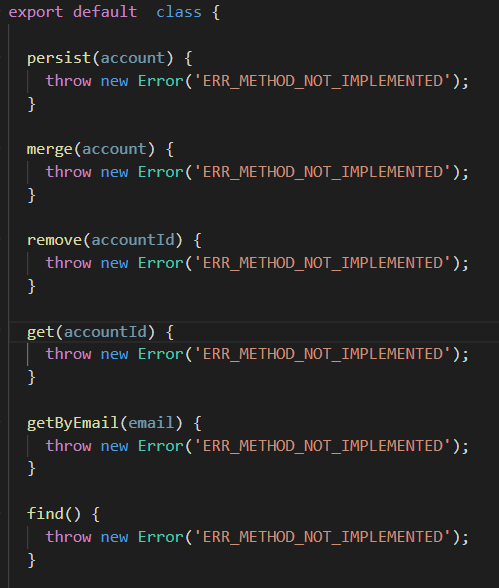 export default  class {
persist(account) {
throw new Error('ERR_METHOD_NOT_IMPLEMENTED');
}
merge(account) {
throw new Error('ERR_METHOD_NOT_IMPLEMENTED');
}
remove(accountId) {
throw new Error('ERR_METHOD_NOT_IMPLEMENTED');
}
get(accountId) {
throw new Error('ERR_METHOD_NOT_IMPLEMENTED');
}
getByEmail(email) {
throw new Error('ERR_METHOD_NOT_IMPLEMENTED');
}
find() {
throw new Error('ERR_METHOD_NOT_IMPLEMENTED');
}